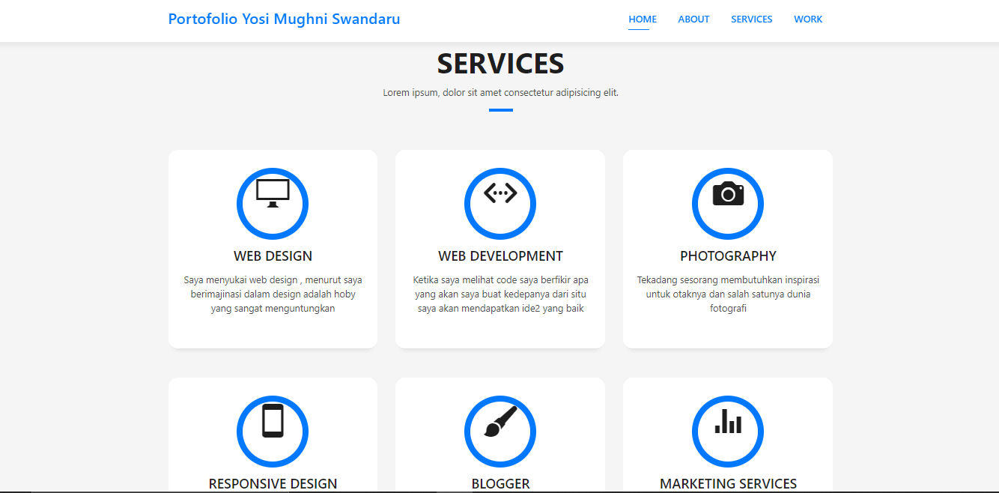 Portofolio Yosi Mughni Swandaru
HOME ABOUT SERVICES WORK
SERVICES
Lorem ipsum, dolor sit amet consectetur adipisicing elit.
WEB DESIGN
Saya menyukai web design , menurut saya
berimajinasi dalam design adalah hoby
yang sangat menguntungkan
WEB DEVELOPMENT
Ketika saya melihat code saya berfikir apa
yang akan saya buat kedepanya dari situ
saya akan mendapatkan ide2 yang baik
PHOTOGRAPHY
Tekadang sesorang membutuhkan inspirasi
untuk otaknya dan salah satunya dunia
fotografi
RESPONSIVE DESIGN
BLOGGER
MARKETING SERVICES